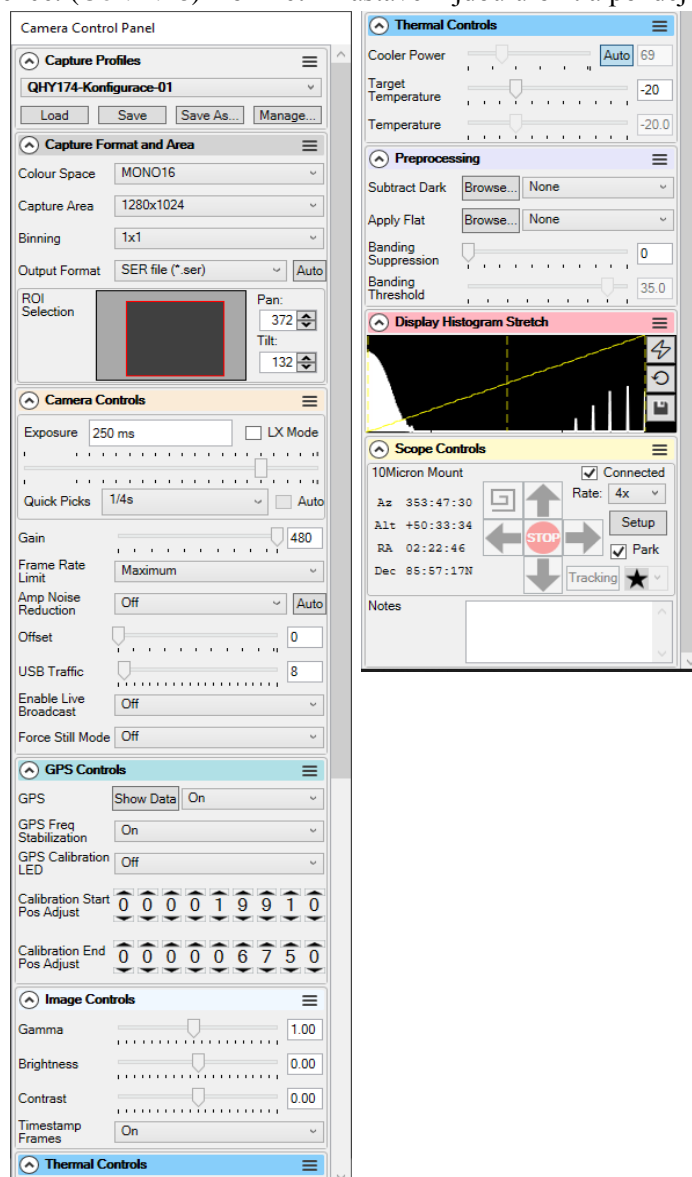 Camera Control Panel
Capture Profiles
QHY174-Konfigurace-01
Load Save Save As... Manage...
Capture Format and Area
Colour Space MONO16
Capture Area 1280x1024
Binning 1x1
Output Format SER file (*.ser) Auto
ROI
Selection
Pan:
372
Tilt:
132
Camera Controls
Exposure 250 ms LX Mode
Quick Picks 1/4s Auto
Gain 480
Frame Rate
Limit
Maximum
Amp Noise
Reduction
Off Auto
Offset 0
USB Traffic 8
Enable Live
Broadcast
Off
Force Still Mode Off
GPS Controls
GPS Show Data On
GPS Freq
Stabilization
On
GPS Calibration
LED
Off
Calibration Start
Pos Adjust
0 0 0 0 1 9 9 1 0
Calibration End
Pos Adjust
0 0 0 0 0 6 7 5 0
Image Controls
Gamma 1.00
Brightness 0.00
Contrast 0.00
Timestamp
Frames
On
Thermal Controls
Thermal Controls
Cooler Power Auto 69
Target
Temperature
-20
Temperature -20.0
Preprocessing
Subtract Dark Browse... None
Apply Flat Browse... None
Banding
Suppression
0
Banding
Threshold
35.0
Display Histogram Stretch
Scope Controls
10Micron Mount Connected
Az 353:47:30
Alt +50:33:34
RA 02:22:46
Dec 85:57:17N
STOP
Rate: 4x
Setup
Park
Tracking
Notes